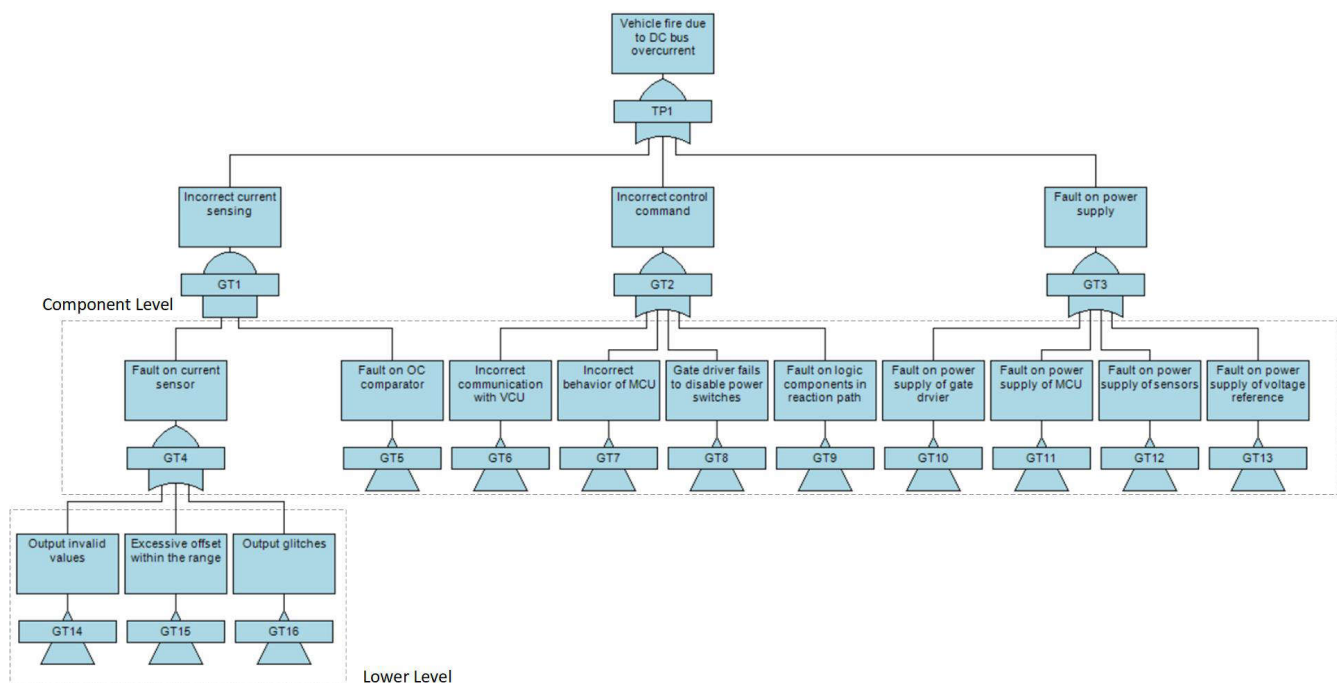 Vehicle fire due
to DC bus
overcurrent
TP1
Incorrect current
sensing
Incorrect control
command
Fault on power
supply
GT1
GT2
GT3
Component Level
Fault on current
sensor
Fault on OC
comparator
Incorrect
communication
with VCU
Incorrect
behavior of MCU
Gate driver fails
to disable power
switches
Fault on logic
components in
reaction path
Fault on power
supply of gate
drvier
Fault on power
supply of MCU
Fault on power
supply of sensors
Fault on power
supply of voltage
reference
GT4
GT5
GT6
GT7
GT8
GT9
GT10
GT11
GT12
GT13
Output invalid
values
Excessive offset
within the range
Output glitches
GT14
GT15
GT16
Lower Level